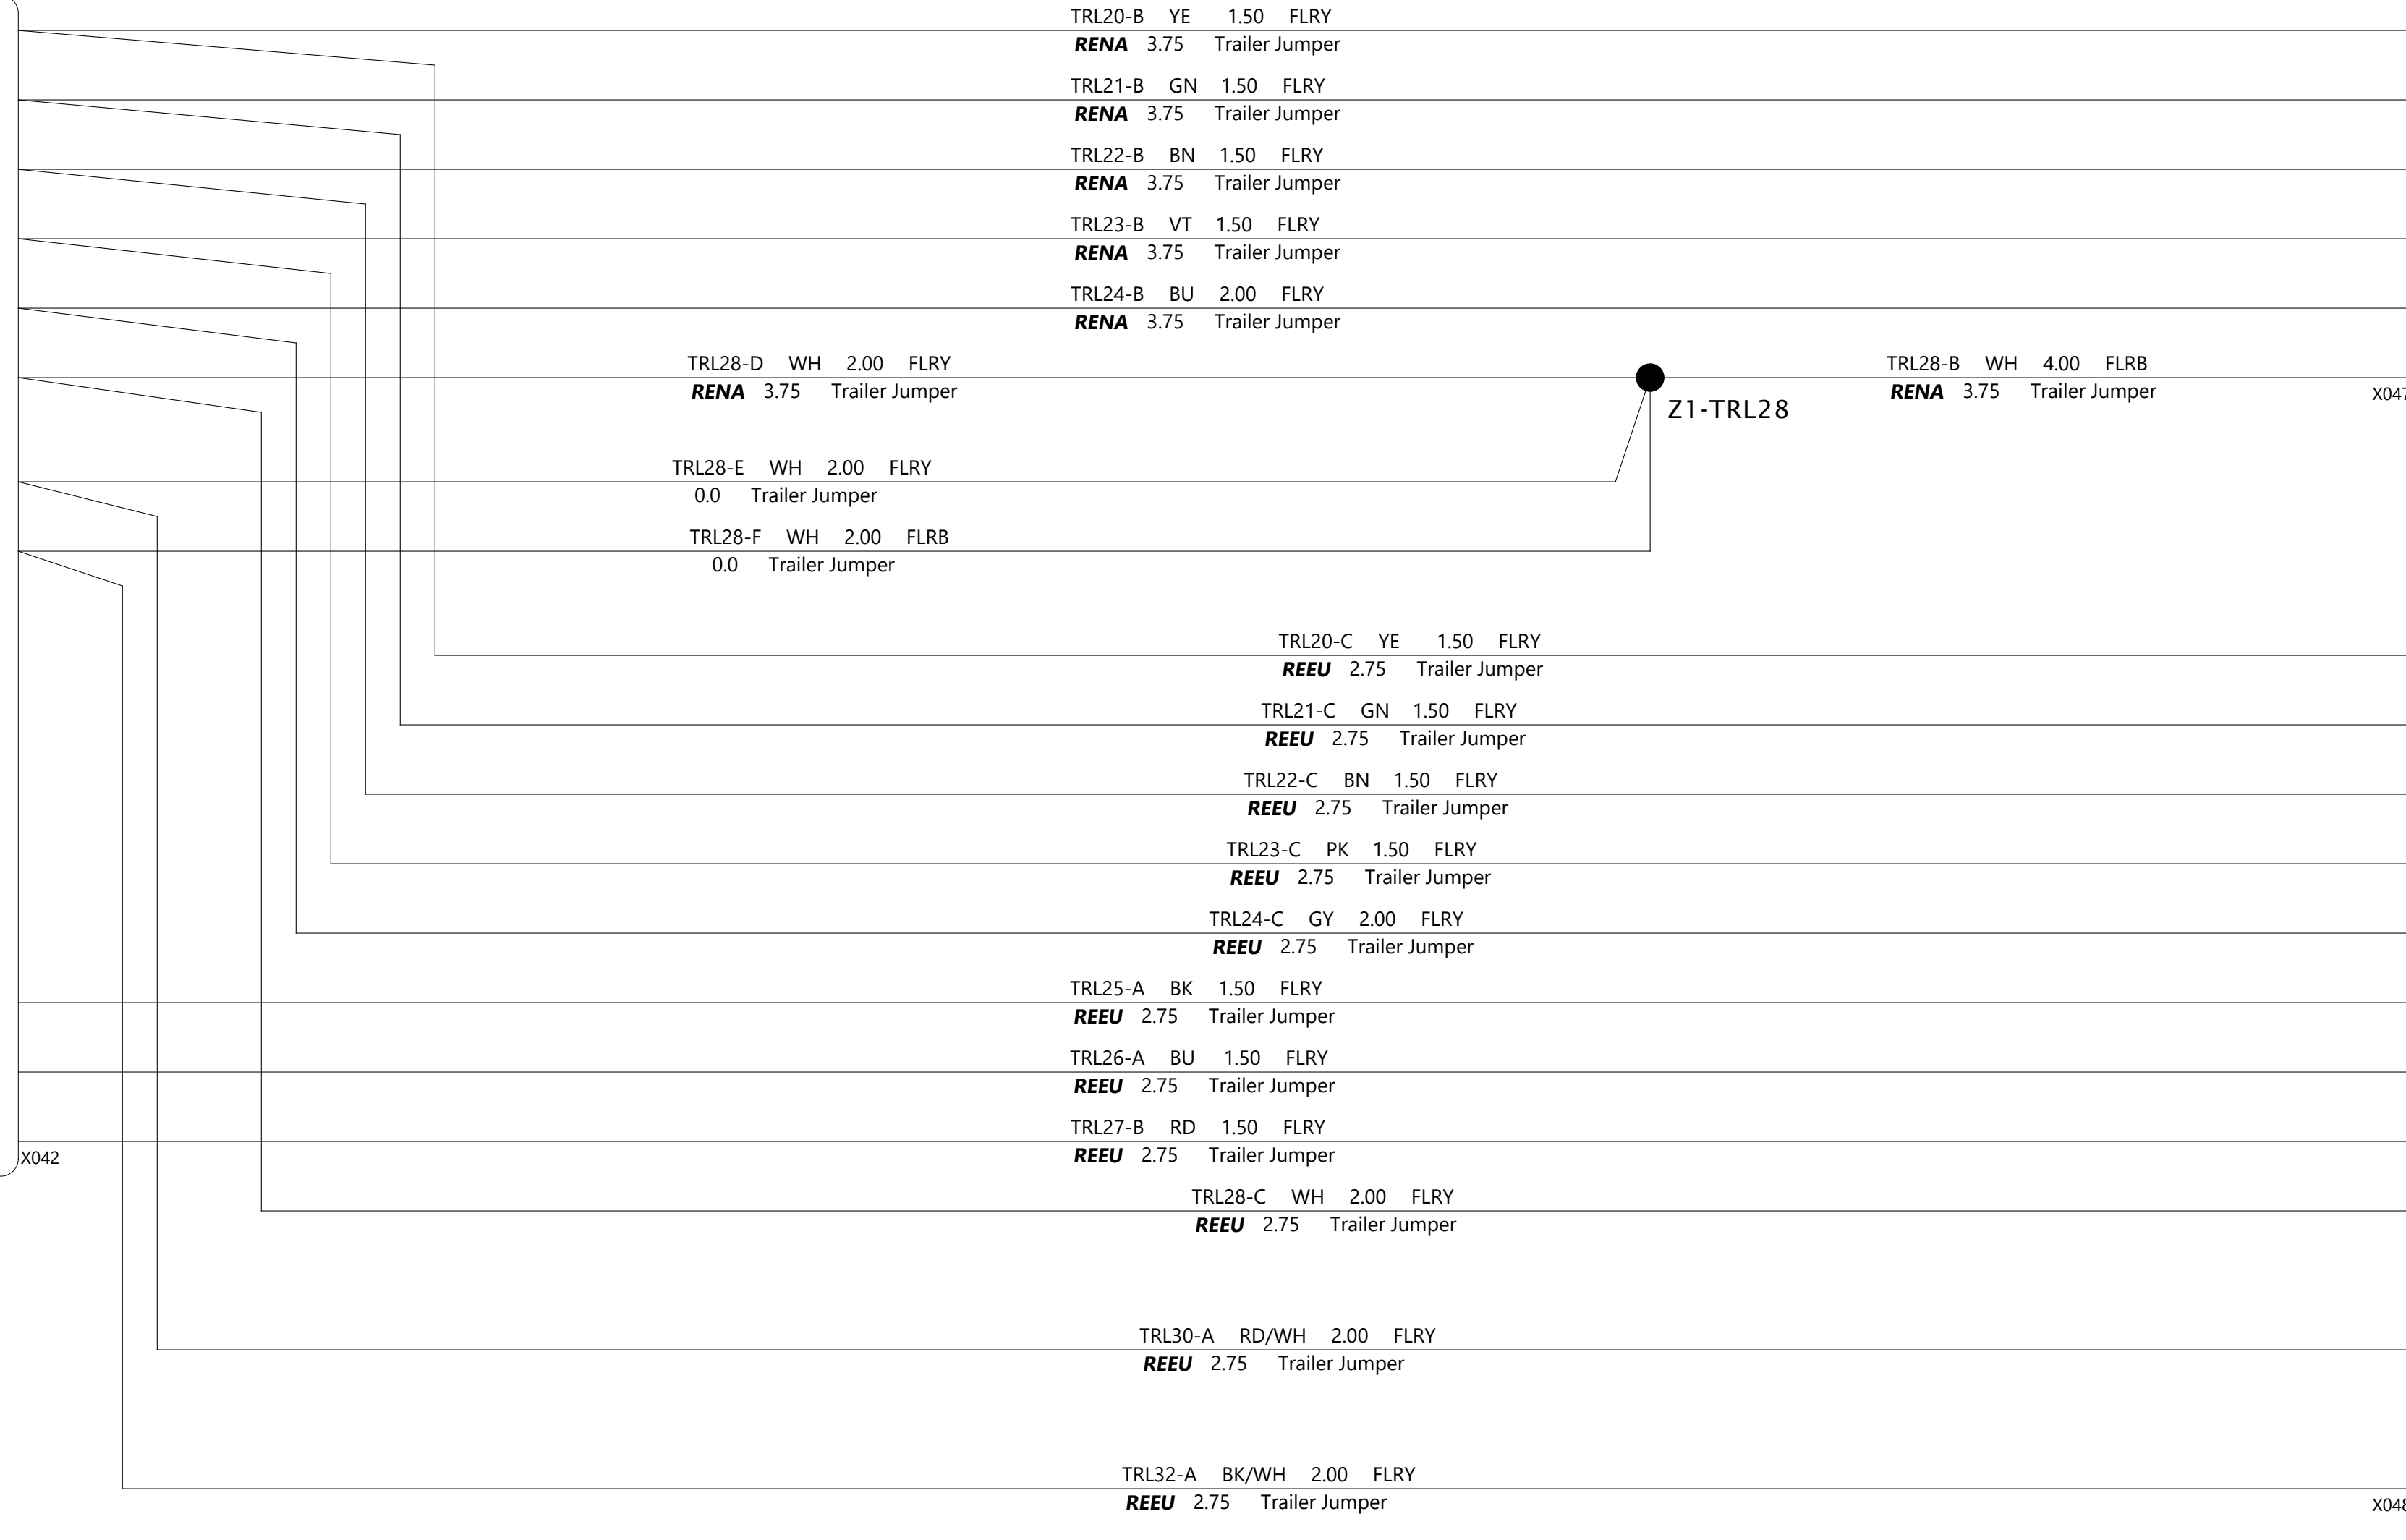 TRL20-B YE 1.50 FLRY
RENA 3.75 Trailer Jumper
TRL21-B GN 1.50 FLRY
RENA 3.75 Trailer Jumper
TRL22-B BN 1.50 FLRY
RENA 3.75 Trailer Jumper
TRL23-B VT 1.50 FLRY
RENA 3.75 Trailer Jumper
TRL24-B BU 2.00 FLRY
RENA 3.75 Trailer Jumper
TRL28-D WH 2.00 FLRY
RENA 3.75 Trailer Jumper
TRL28-B WH 4.00 FLRB
RENA 3.75 Trailer Jumper
X047
Z1-TRL28
TRL28-E WH 2.00 FLRY
0.0 Trailer Jumper
TRL28-F WH 2.00 FLRB
0.0 Trailer Jumper
TRL20-C YE 1.50 FLRY
REEU 2.75 Trailer Jumper
TRL21-C GN 1.50 FLRY
REEU 2.75 Trailer Jumper
TRL22-C BN 1.50 FLRY
REEU 2.75 Trailer Jumper
TRL23-C PK 1.50 FLRY
REEU 2.75 Trailer Jumper
TRL24-C GY 2.00 FLRY
REEU 2.75 Trailer Jumper
TRL25-A BK 1.50 FLRY
REEU 2.75 Trailer Jumper
TRL26-A BU 1.50 FLRY
REEU 2.75 Trailer Jumper
TRL27-B RD 1.50 FLRY
REEU 2.75 Trailer Jumper
X042
TRL28-C WH 2.00 FLRY
REEU 2.75 Trailer Jumper
TRL30-A RD/WH 2.00 FLRY
REEU 2.75 Trailer Jumper
TRL32-A BK/WH 2.00 FLRY
REEU 2.75 Trailer Jumper
X048